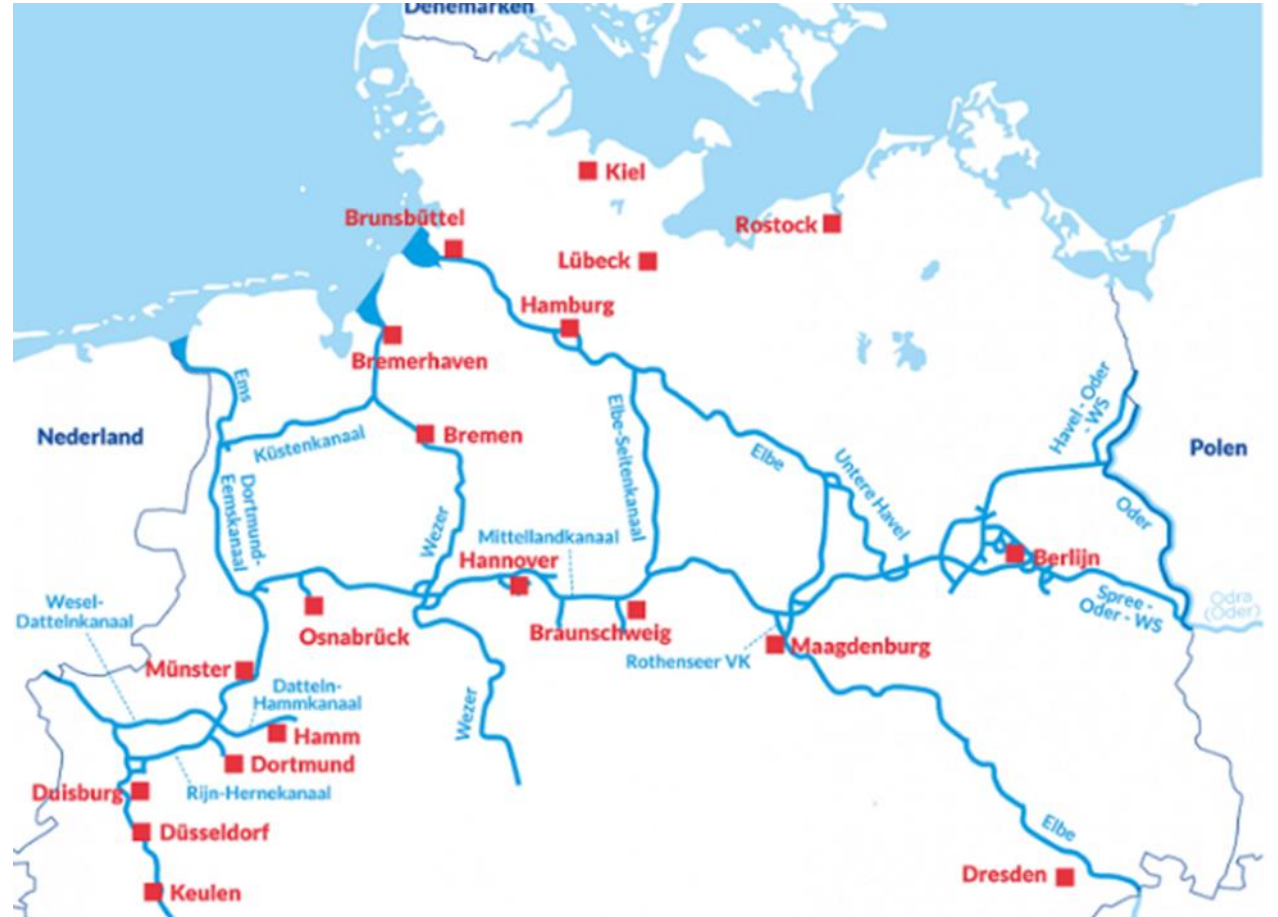 Denemarken
Kiel
Brunsbüttel
Rostock
Lübeck
Hamburg
Bremerhaven
Ems
Nederland
Küstenkanaal
Bremen
Elbe-Seitenkanaal
Elbe
Untere Havel
Havel - Oder
- WS
Polen
Oder
Dortmund-
Eemskanaal
Wezer
Mittellandkanaal
Hannover
Berlijn
Spree -
Oder - WS
Odra
(Oder)
Wesel-
Dattelnkanaal
Osnabrück
Braunschweig
Rothenseer VK
Maagdenburg
Münster
Datteln-
Hammkanaal
Wezer
Hamm
Dortmund
Duisburg
Rijn-Hernekanaal
Düsseldorf
Elbe
Dresden
Keulen